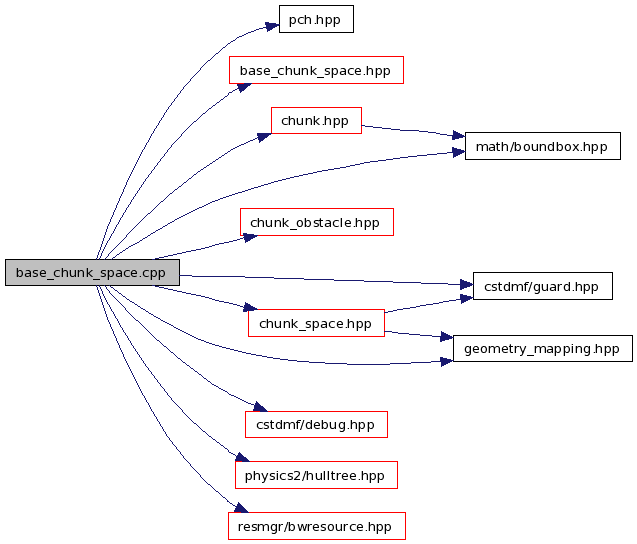 pch.hpp
base_chunk_space.hpp
chunk.hpp
math/boundbox.hpp
chunk_obstacle.hpp
base_chunk_space.cpp
cstdmf/guard.hpp
chunk_space.hpp
geometry_mapping.hpp
cstdmf/debug.hpp
physics2/hulltree.hpp
resmgr/bwresource.hpp